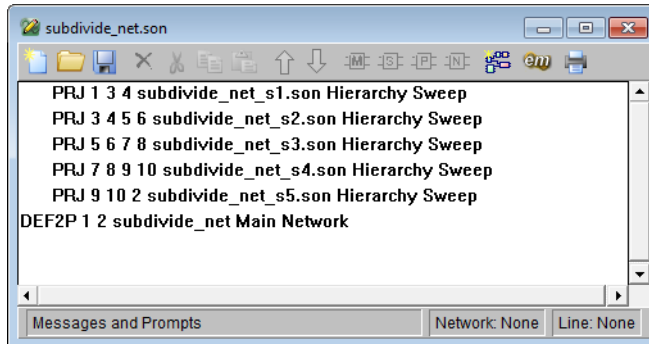 subdivide_net.son
M S P N em
PRJ 1 3 4 subdivide_net_s1.son Hierarchy Sweep
PRJ 3 4 5 6 subdivide_net_s2.son Hierarchy Sweep
PRJ 5 6 7 8 subdivide_net_s3.son Hierarchy Sweep
PRJ 7 8 9 10 subdivide_net_s4.son Hierarchy Sweep
PRJ 9 10 2 subdivide_net_s5.son Hierarchy Sweep
DEF2P 1 2 subdivide_net Main Network
Messages and Prompts Network: None Line: None